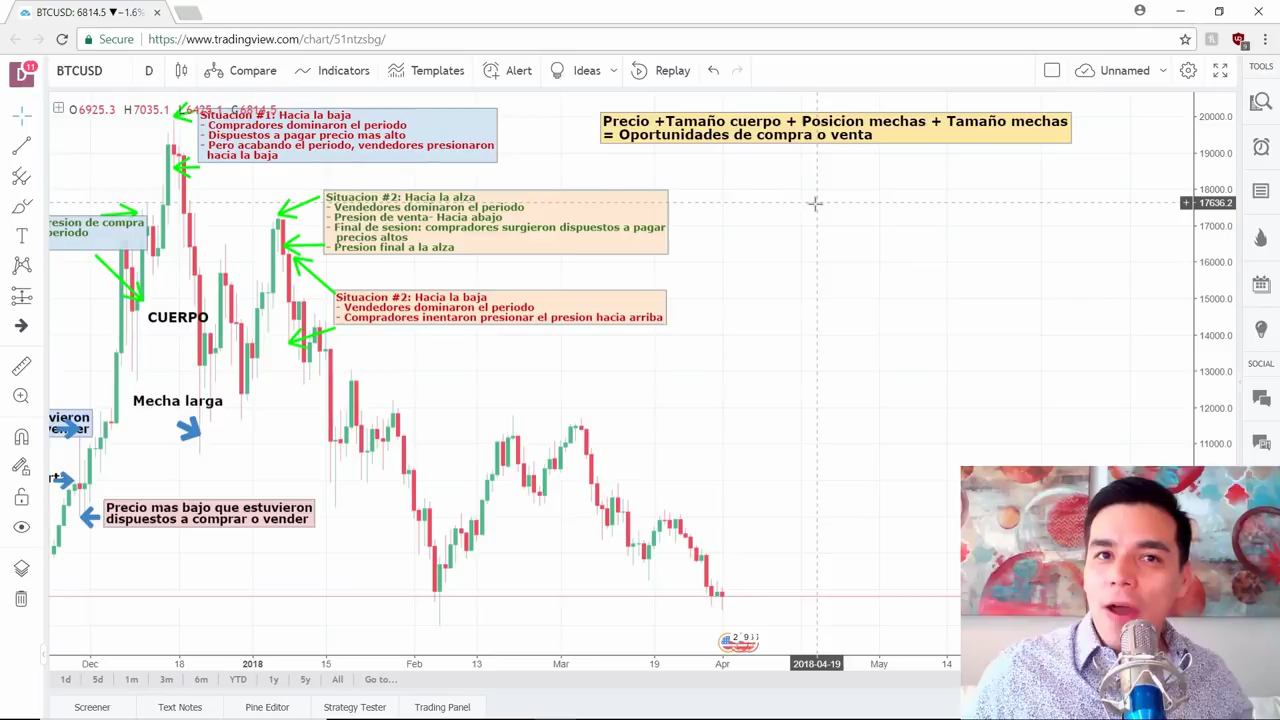 BTCUSD: 6814.5 ▼−1.6%
Secure
https://www.tradingview.com/chart/51ntzsbg/
11
BTCUSD
D
Compare
Indicators
Templates
Alert
Ideas
Replay
Unnamed
TOOLS
O6925.3 H7035.1 L6425.1 C6814.5
Situacion #1: Hacia la baja
- Compradores dominaron el periodo
- Dispuestos a pagar precio mas alto
- Pero acabando el periodo, vendedores presionaron
hacia la baja
Precio +Tamaño cuerpo + Posicion mechas + Tamaño mechas
= Oportunidades de compra o venta
Situacion #2: Hacia la alza
- Vendedores dominaron el periodo
- Presion de venta- Hacia abajo
- Final de sesion: compradores surgieron dispuestos a pagar
precios altos
- Presion final a la alza
resion de compra
periodo
Situacion #2: Hacia la baja
- Vendedores dominaron el periodo
- Compradores inentaron presionar el presion hacia arriba
CUERPO
Mecha larga
vieron
vender
Precio mas bajo que estuvieron
dispuestos a comprar o vender
20000.0
19000.0
18000.0
17636.2
17000.0
16000.0
15000.0
14000.0
13000.0
12000.0
11000.0
SOCIAL
Dec
18
2018
15
Feb
13
Mar
19
Apr
2018-04-19
May
14
1d
5d
1m
3m
6m
YTD
1y
5y
All
Go to...
Screener
Text Notes
Pine Editor
Strategy Tester
Trading Panel